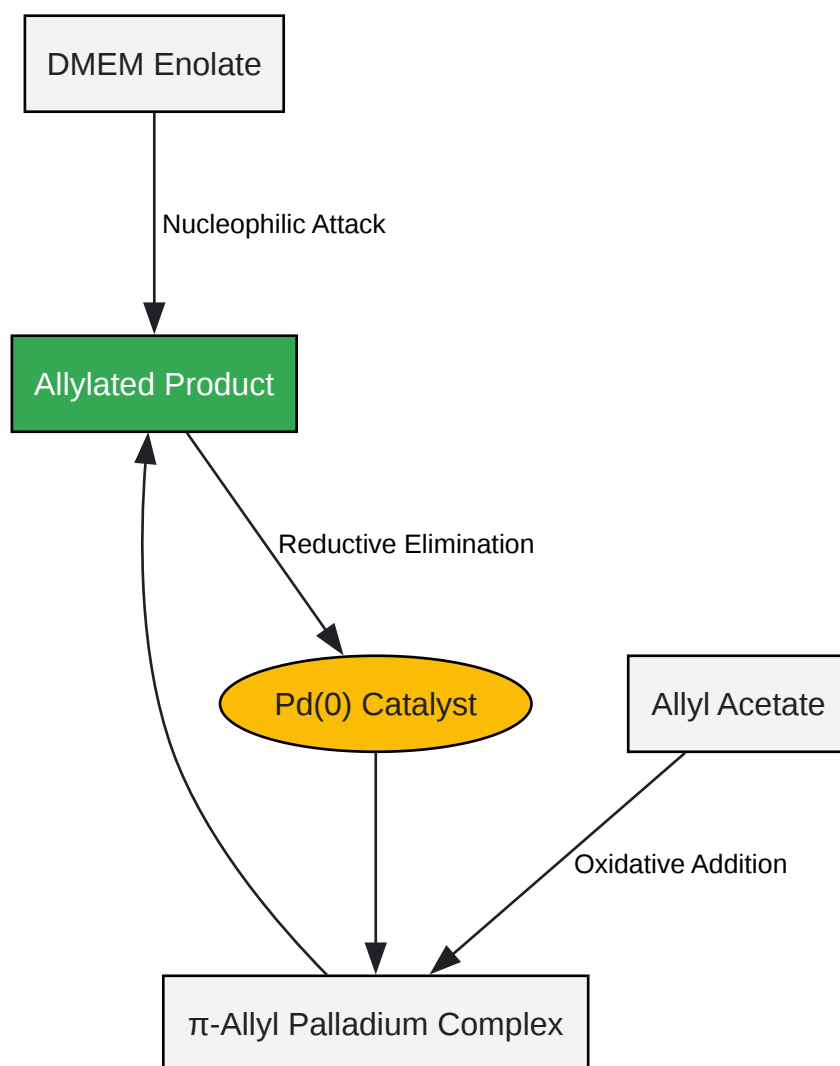 DMEM Enolate
Nucleophilic Attack
Allylated Product
Reductive Elimination
Pd(0) Catalyst
Allyl Acetate
Oxidative Addition
π-Allyl Palladium Complex